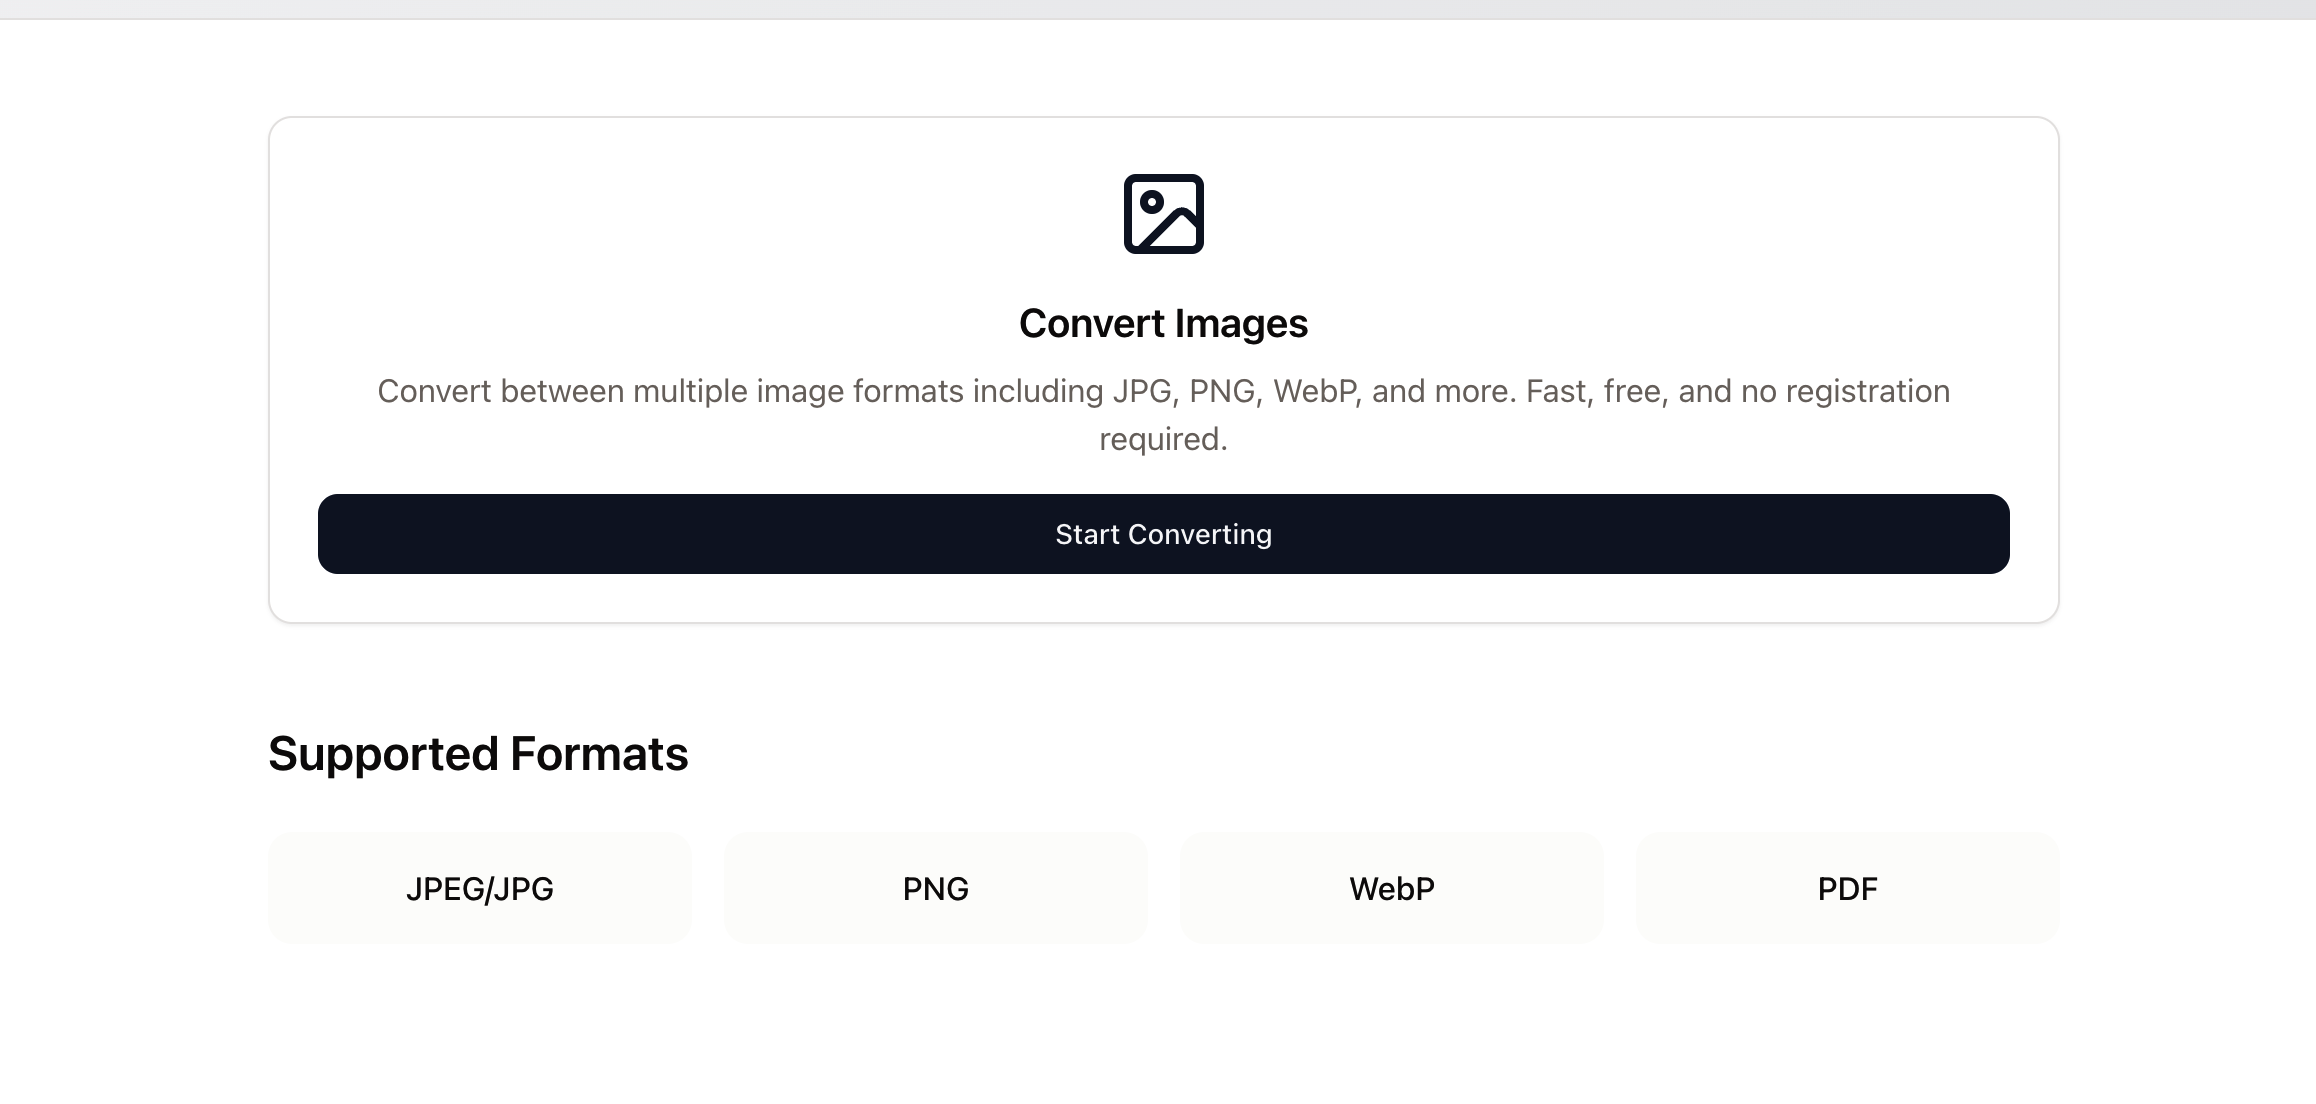 Convert Images
Convert between multiple image formats including JPG, PNG, WebP, and more. Fast, free, and no registration
required.
Start Converting
Supported Formats
JPEG/JPG
PNG
WebP
PDF